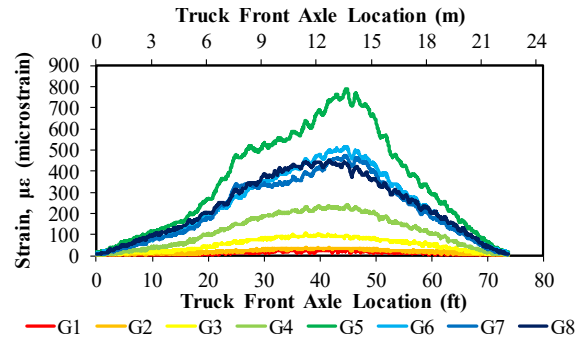 Truck Front Axle Location (m)
0 3 6 9 12 15 18 21 24
900
800
700
600
500
400
300
200
100
0
Strain, µε (microstrain)
0 10 20 30 40 50 60 70 80
Truck Front Axle Location (ft)
G1 G2 G3 G4 G5 G6 G7 G8